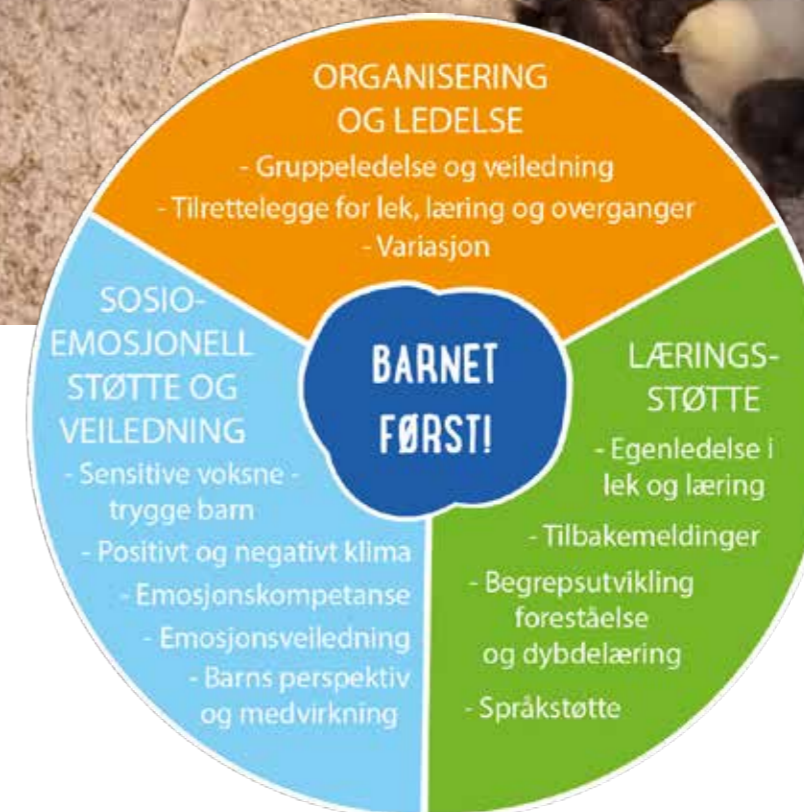 ORGANISERING
OG LEDELSE
- Gruppeledelse og veiledning
- Tilrettelegge for lek, læring og overganger
- Variasjon
SOSIO-
EMOSJONELL
STØTTE OG
VEILEDNING
- Sensitive voksne -
trygge barn
- Positivt og negativt klima
- Emosjonskompetanse
- Emosjonsveiledning
- Barns perspektiv
og medvirkning
BARNET
FØRST!
LÆRINGS-
STØTTE
- Egenledelse i
lek og læring
- Tilbakemeldinger
- Begrepsutvikling
foreståelse
og dybdelæring
- Språkstøtte